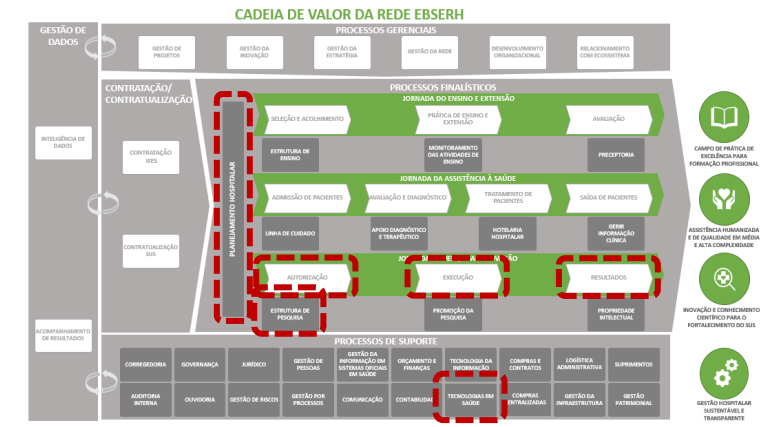 CADEIA DE VALOR DA REDE EBSERH
GESTÃO DE
DADOS
PROCESSOS GERENCIAIS
GESTÃO DE
PROJETOS
GESTÃO DA
INOVAÇÃO
GESTÃO DA
ESTRATÉGIA
GESTÃO DA REDE
DESENVOLVIMENTO
ORGANIZACIONAL
RELACIONAMENTO
COM ECOSSISTEMA
INTELIGÊNCIA DE
DADOS
ACOMPANHAMENTO
DE RESULTADOS
CONTRATAÇÃO/
CONTRATUALIZAÇÃO
CONTRATAÇÃO
IFES
CONTRATUALIZAÇÃO
SUS
PROCESSOS FINALÍSTICOS
PLANEJAMENTO HOSPITALAR
JORNADA DO ENSINO E EXTENSÃO
SELEÇÃO E ACOLHIMENTO
PRÁTICA DE ENSINO E
EXTENSÃO
AVALIAÇÃO
ESTRUTURA DE
ENSINO
MONITORAMENTO
DAS ATIVIDADES DE
ENSINO
PRECEPTORIA
JORNADA DA ASSISTÊNCIA À SAÚDE
ADMISSÃO DE PACIENTES
AVALIAÇÃO E DIAGNÓSTICO
TRATAMENTO DE
PACIENTES
SAÍDA DE PACIENTES
LINHA DE CUIDADO
APOIO DIAGNÓSTICO
E TERAPÊUTICO
HOTELARIA
HOSPITALAR
GERIR
INFORMAÇÃO
CLÍNICA
AUTORIZAÇÃO
EXECUÇÃO
RESULTADOS
ESTRUTURA DE
PESQUISA
PROMOÇÃO DA
PESQUISA
PROPRIEDADE
INTELECTUAL
PROCESSOS DE SUPORTE
CORREGEDORIA
GOVERNANÇA
JURÍDICO
GESTÃO DE
PESSOAS
GESTÃO DA
INFORMAÇÃO EM
SISTEMAS OFICIAIS
EM SAÚDE
ORÇAMENTO E
FINANÇAS
TECNOLOGIA DA
INFORMAÇÃO
COMPRAS E
CONTRATOS
LOGÍSTICA
ADMINISTRATIVA
SUPRIMENTOS
AUDITORIA
INTERNA
OUVIDORIA
GESTÃO DE RISCOS
GESTÃO POR
PROCESSOS
COMUNICAÇÃO
CONTABILIDADE
TECNOLOGIAS EM
SAÚDE
COMPRAS
CENTRALIZADAS
GESTÃO DA
INFRAESTRUTURA
GESTÃO
PATRIMONIAL
CAMPO DE PRÁTICA DE
EXCELÊNCIA PARA
FORMAÇÃO PROFISSIONAL
ASSISTÊNCIA HUMANIZADA
E DE QUALIDADE EM MÉDIA
E ALTA COMPLEXIDADE
INOVAÇÃO E CONHECIMENTO
CIENTÍFICO PARA O
FORTALECIMENTO DO SUS
GESTÃO HOSPITALAR
SUSTENTÁVEL E
TRANSPARENTE